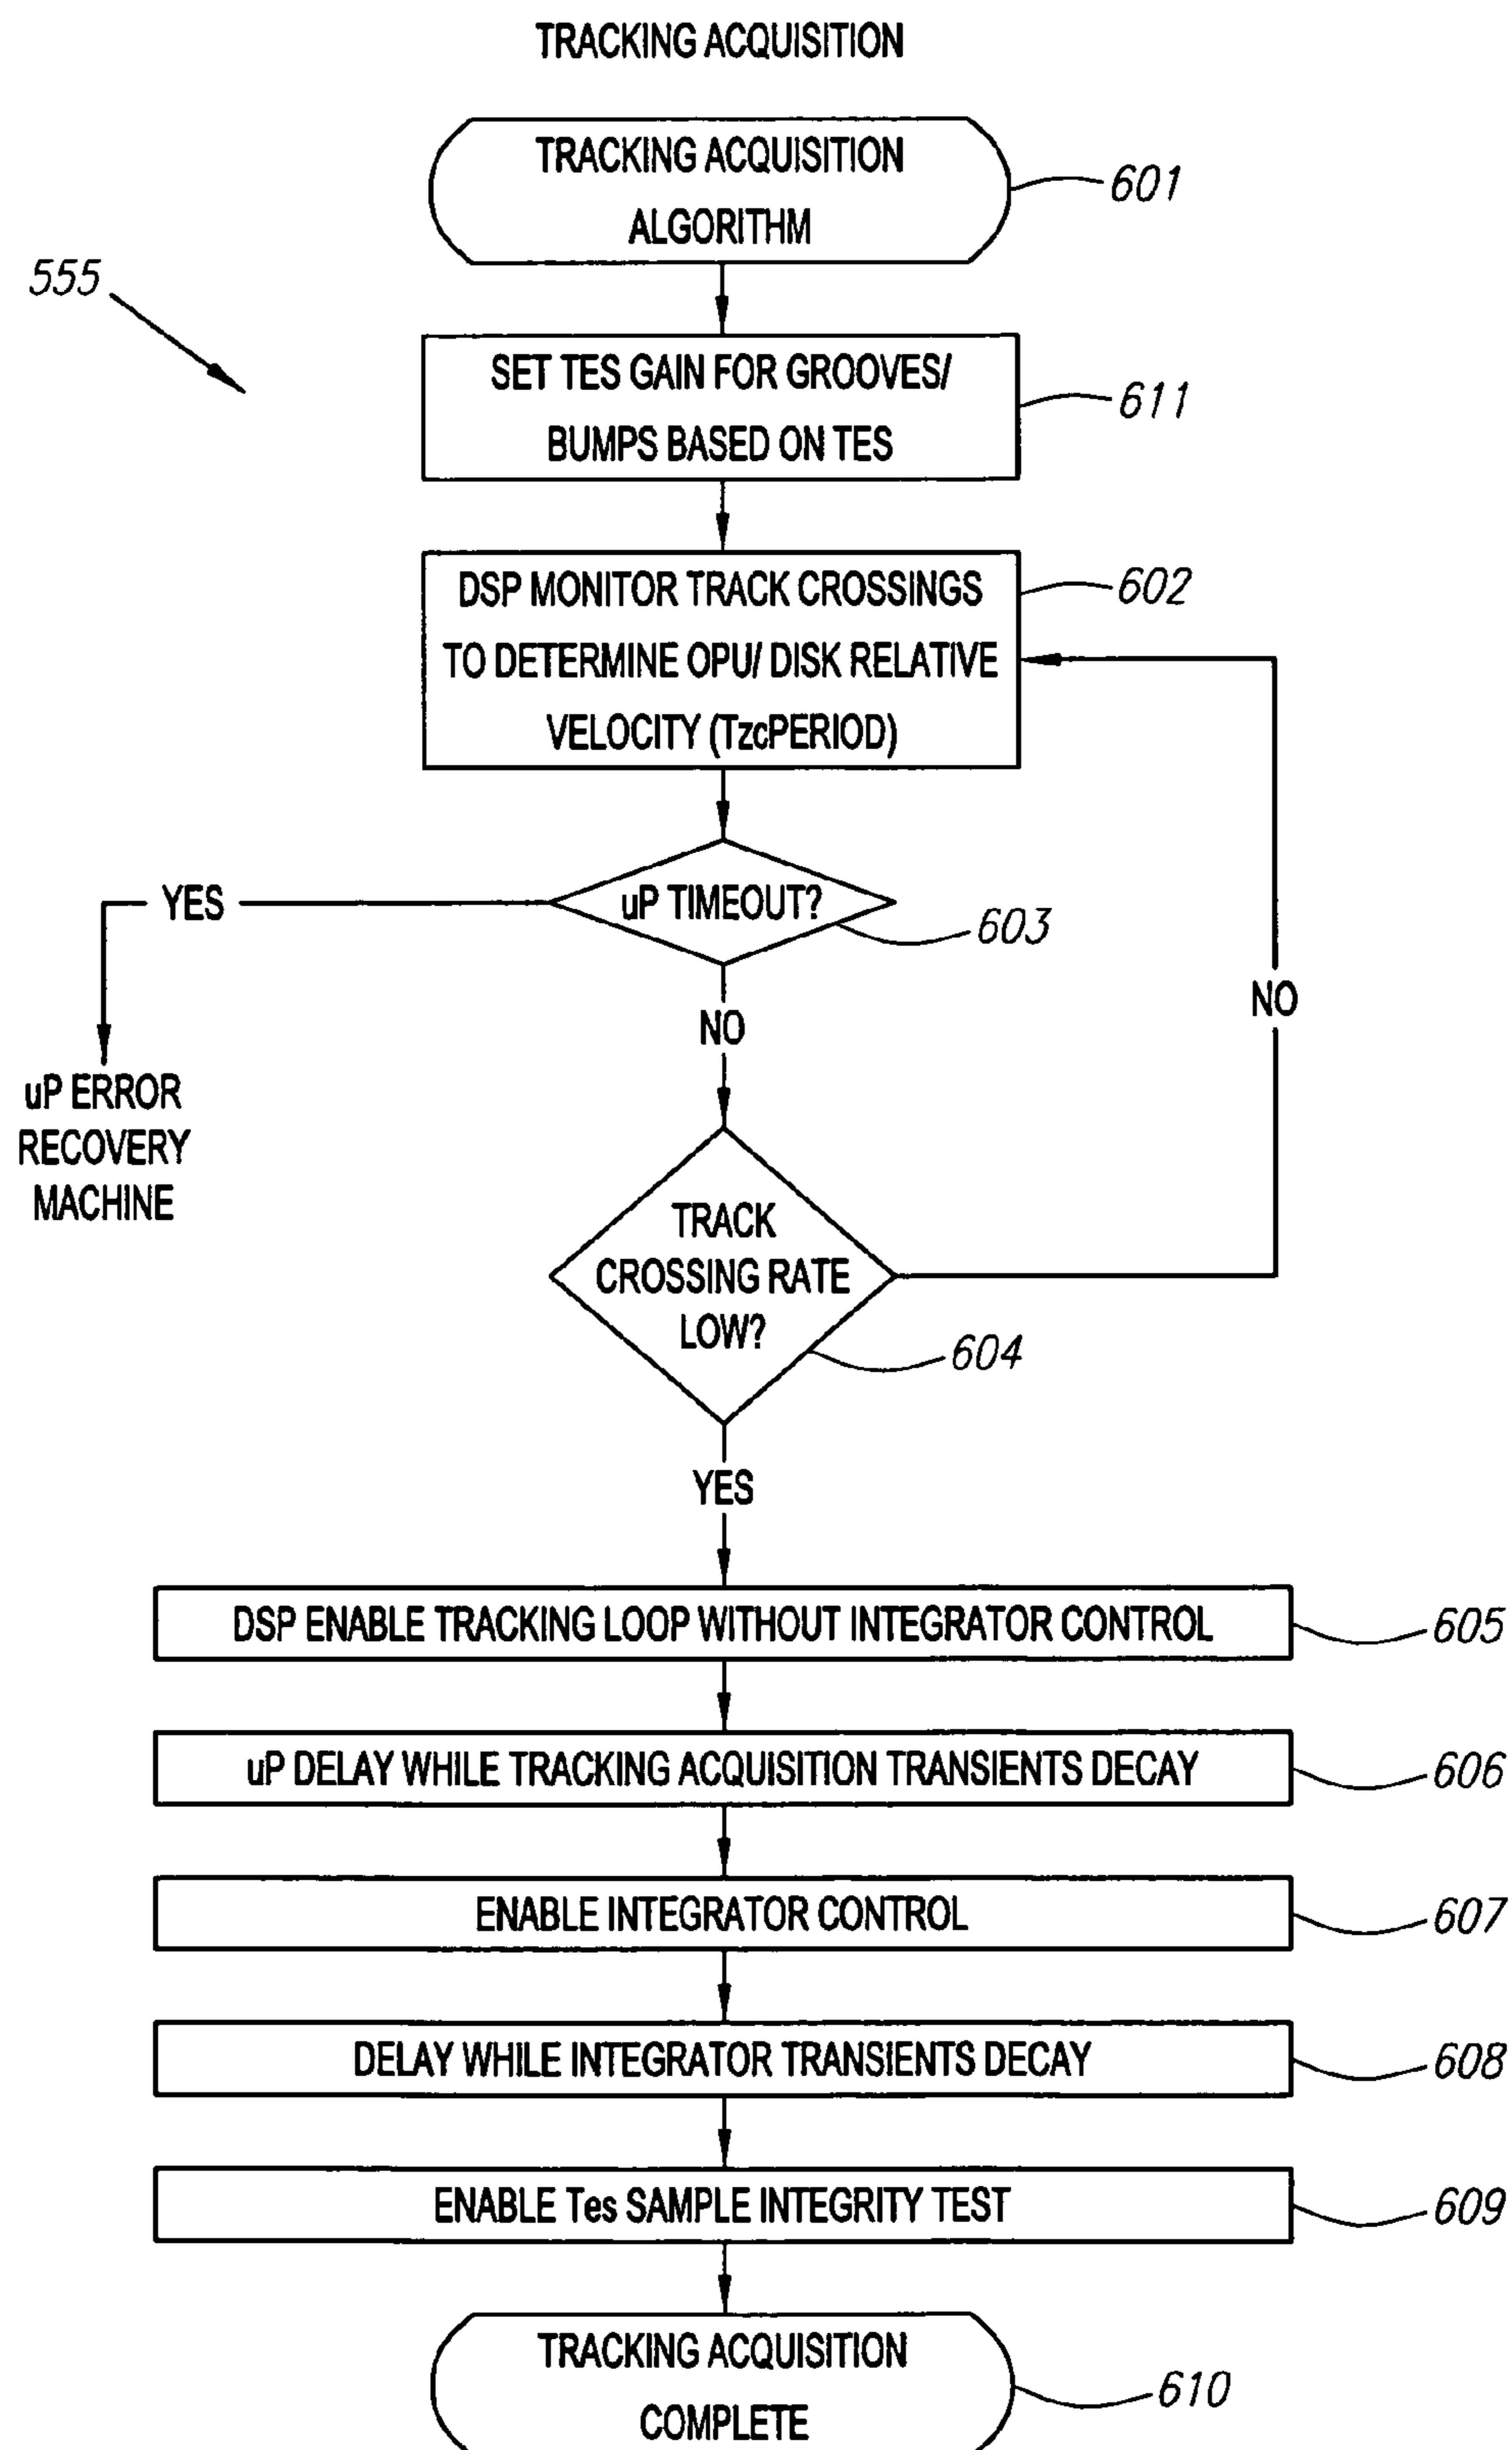 TRACKING ACQUISITION
TRACKING ACQUISITION
ALGORITHM
601
555
SET TES GAIN FOR GROOVES/
BUMPS BASED ON TES
611
DSP MONITOR TRACK CROSSINGS
TO DETERMINE OPU/ DISK RELATIVE
VELOCITY (TzcPERIOD)
602
uP TIMEOUT?
603
YES
NO
NO
uP ERROR
RECOVERY
MACHINE
TRACK
CROSSING RATE
LOW?
604
YES
DSP ENABLE TRACKING LOOP WITHOUT INTEGRATOR CONTROL
605
uP DELAY WHILE TRACKING ACQUISITION TRANSIENTS DECAY
606
ENABLE INTEGRATOR CONTROL
607
DELAY WHILE INTEGRATOR TRANSIENTS DECAY
608
ENABLE Tes SAMPLE INTEGRITY TEST
609
TRACKING ACQUISITION
COMPLETE
610